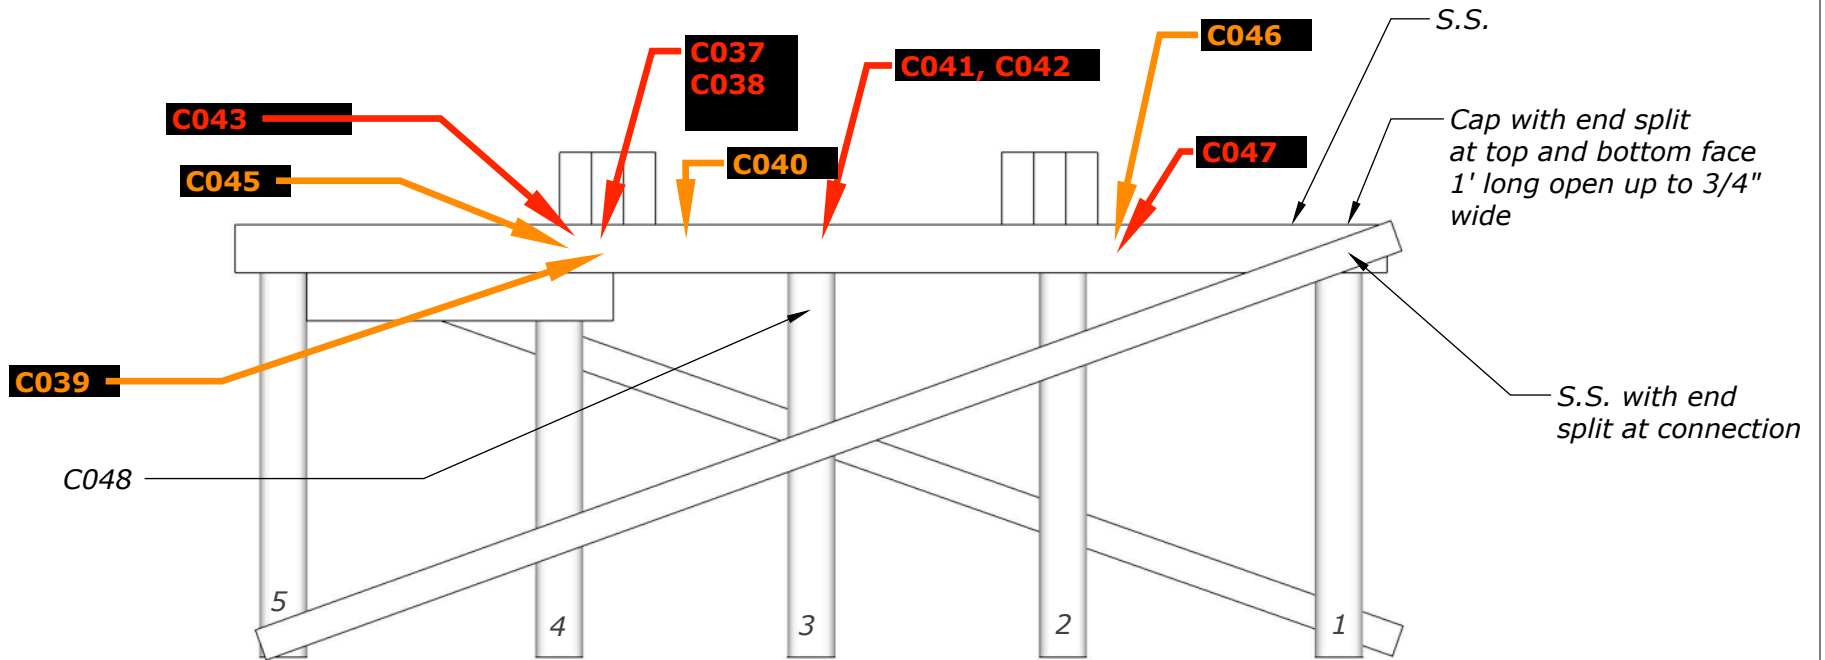 S.S.
C046
C037
C038
C041, C042
C043
Cap with end split
at top and bottom face
1' long open up to 3/4"
wide
C047
C040
C045
C039
S.S. with end
split at connection
C048
5
4
3
2
1